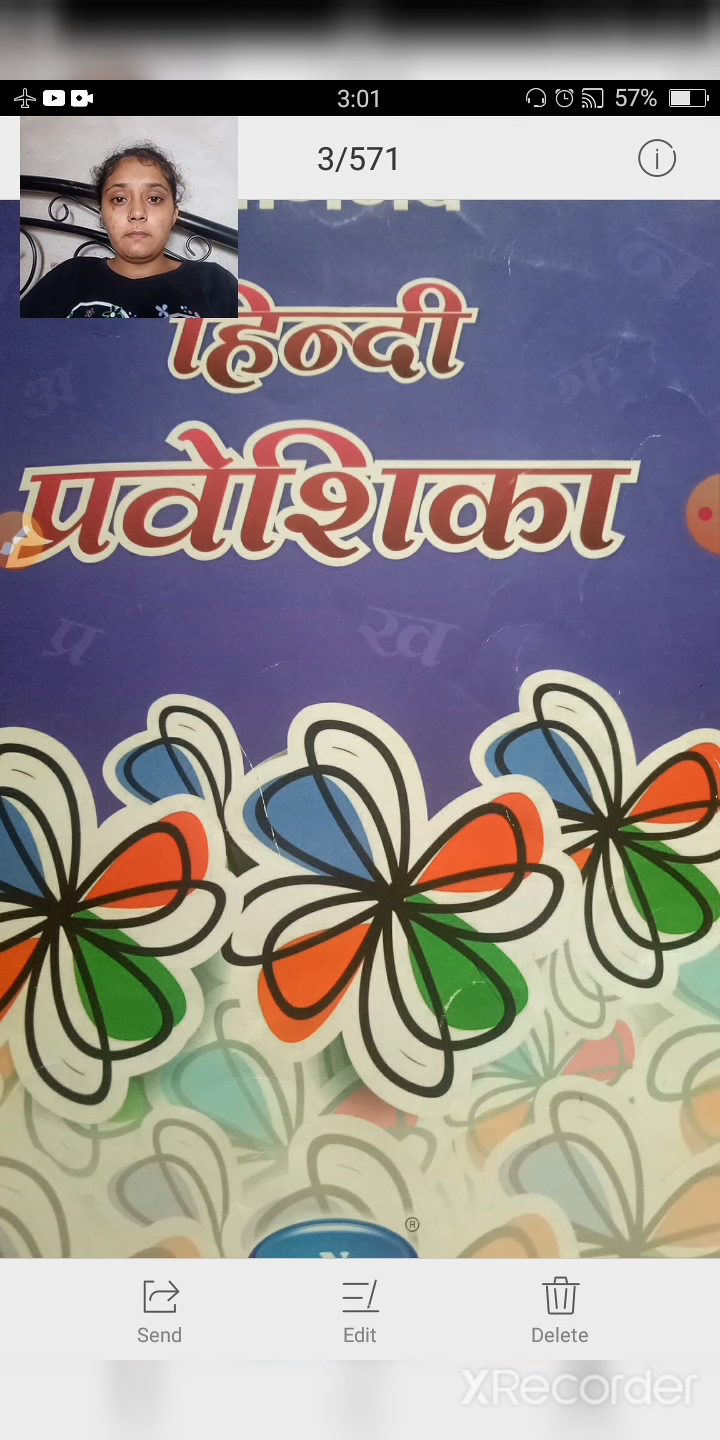 3:01
57%
3/571
हिन्दी
प्रवेशिका
प्र
ख
®
N
Send
Edit
Delete
XRecorder